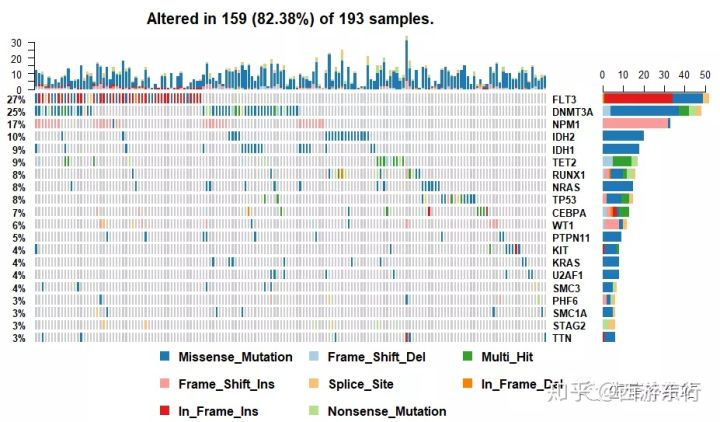 Altered in 159 (82.38%) of 193 samples.
30
20
10
0
0 10 20 30 40 50
27% FLT3
25% DNMT3A
17% NPM1
10% IDH2
9% IDH1
9% TET2
8% RUNX1
8% NRAS
8% TP53
7% CEBPA
6% WT1
5% PTPN11
4% KIT
4% KRAS
4% U2AF1
4% SMC3
3% PHF6
3% SMC1A
3% STAG2
3% TTN
Missense_Mutation Frame_Shift_Del Multi_Hit
Frame_Shift_Ins Splice_Site In_Frame_Del
In_Frame_Ins Nonsense_Mutation
知乎